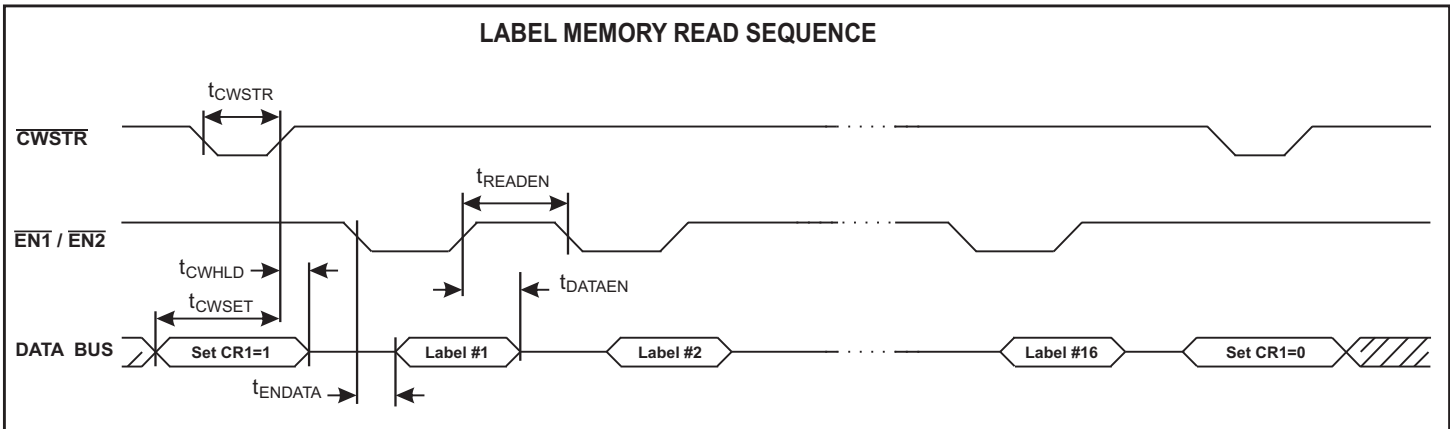 LABEL MEMORY READ SEQUENCE
tCWSTR
CWSTR
tREADEN
EN1 / EN2
tCWHLD
tDATAEN
tCWSET
DATA BUS
Set CR1=1
Label #1
Label #2
Label #16
Set CR1=0
tENDATA